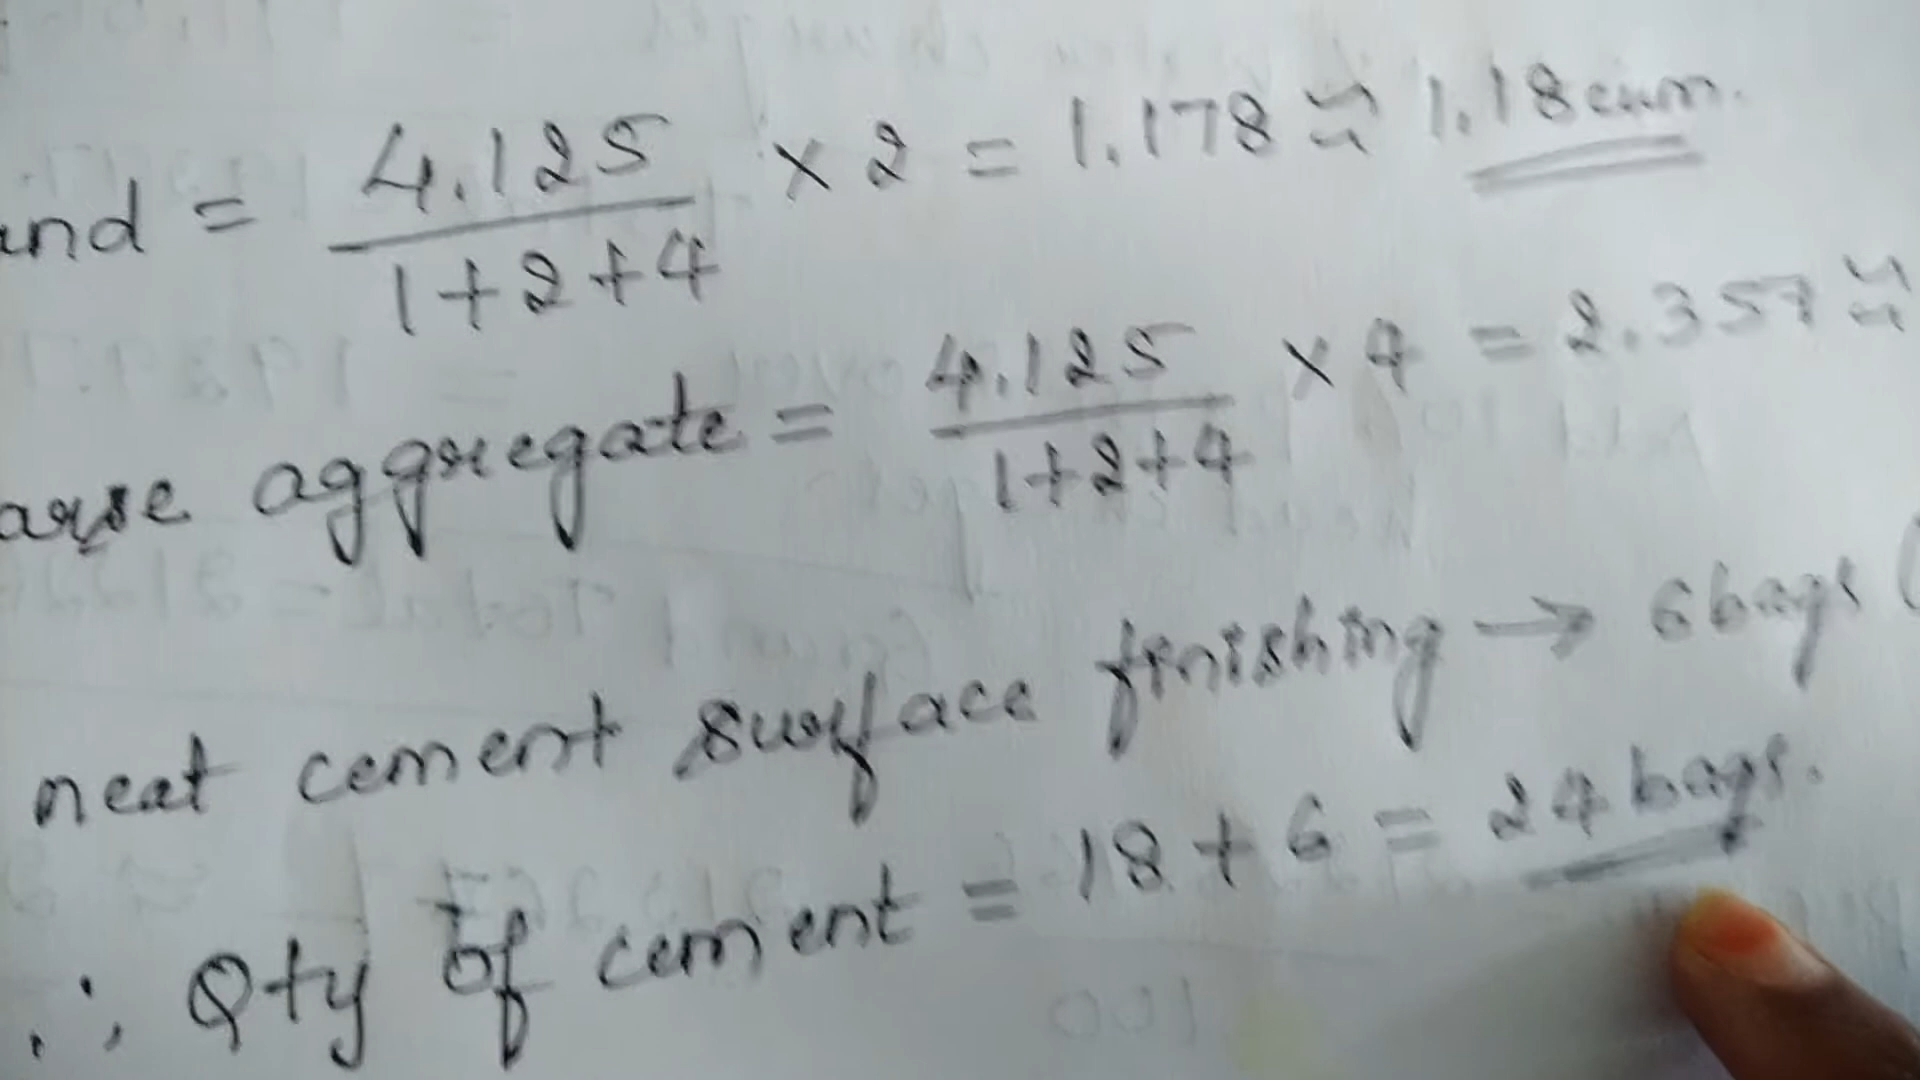 and = 4.125 / 1+2+4 × 2 = 1.178 ≈ 1.18 cum.
arse aggregate = 4.125 / 1+2+4 × 4 = 2.357 ≈
neat cement surface finishing → 6 bags (
∴ Qty of cement = 18 + 6 = 24 bags.